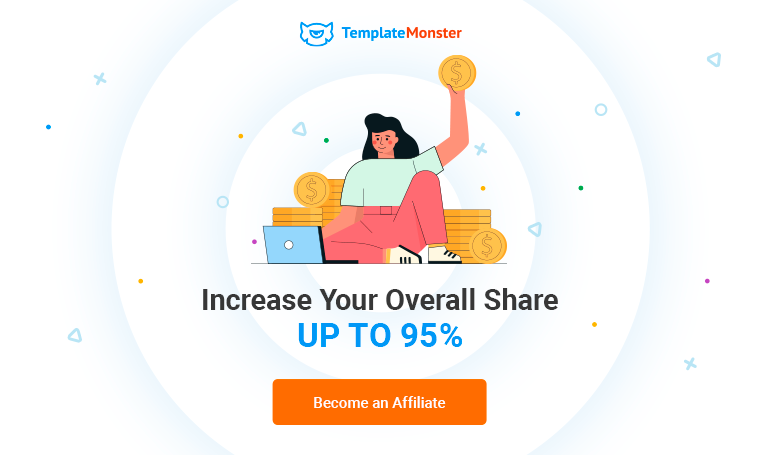 TemplateMonster
Increase Your Overall Share
UP TO 95%
Become an Affiliate